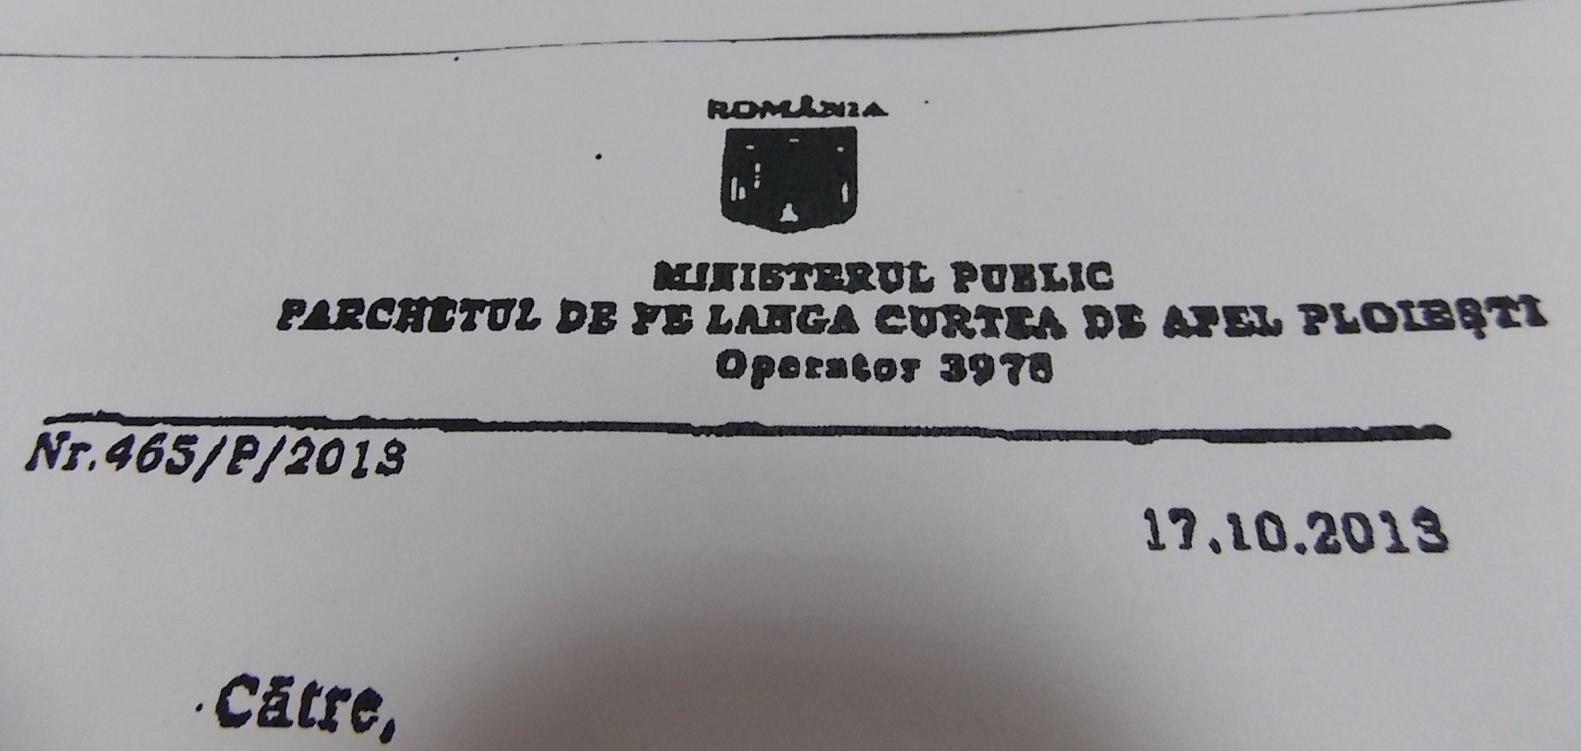 ROMÂNIA
MINISTERUL PUBLIC
PARCHETUL DE PE LANGA CURTEA DE APEL PLOIEŞTI
Operator 3978
Nr.465/P/2013
17.10.2013
Către,